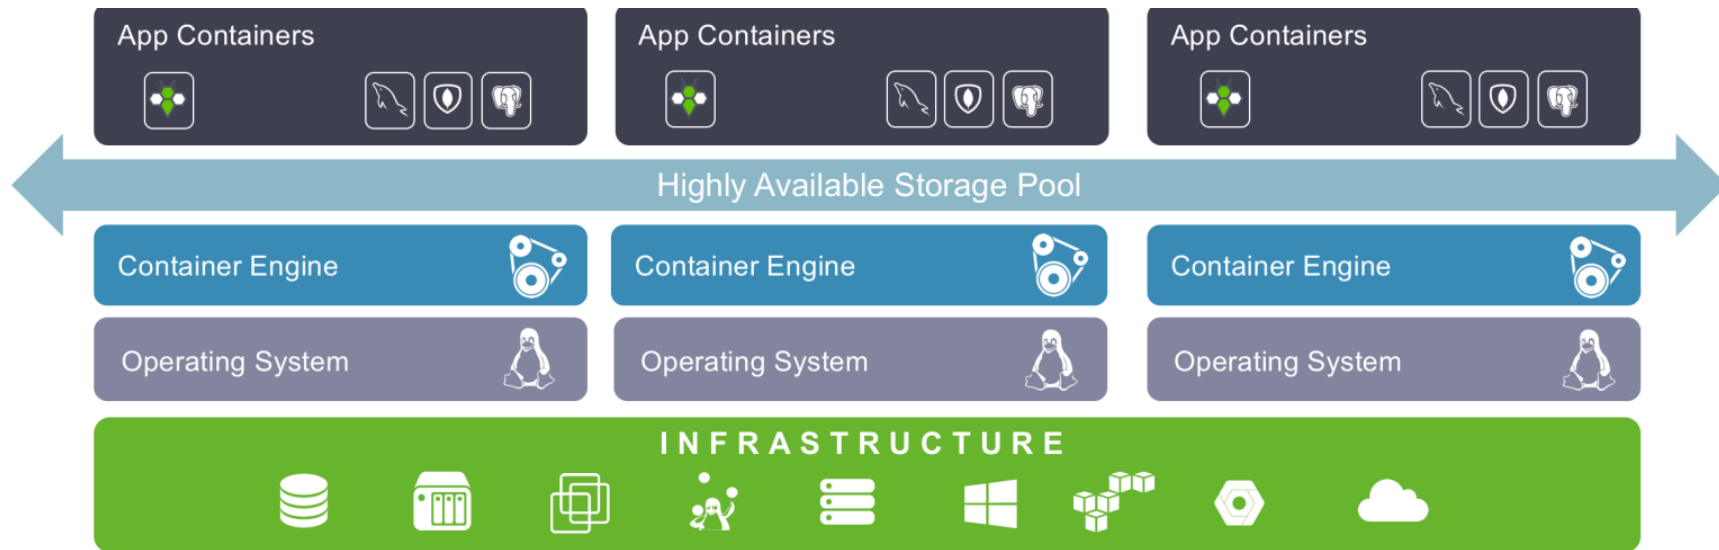 App Containers
App Containers
App Containers
Highly Available Storage Pool
Container Engine
Container Engine
Container Engine
Operating System
Operating System
Operating System
INFRASTRUCTURE